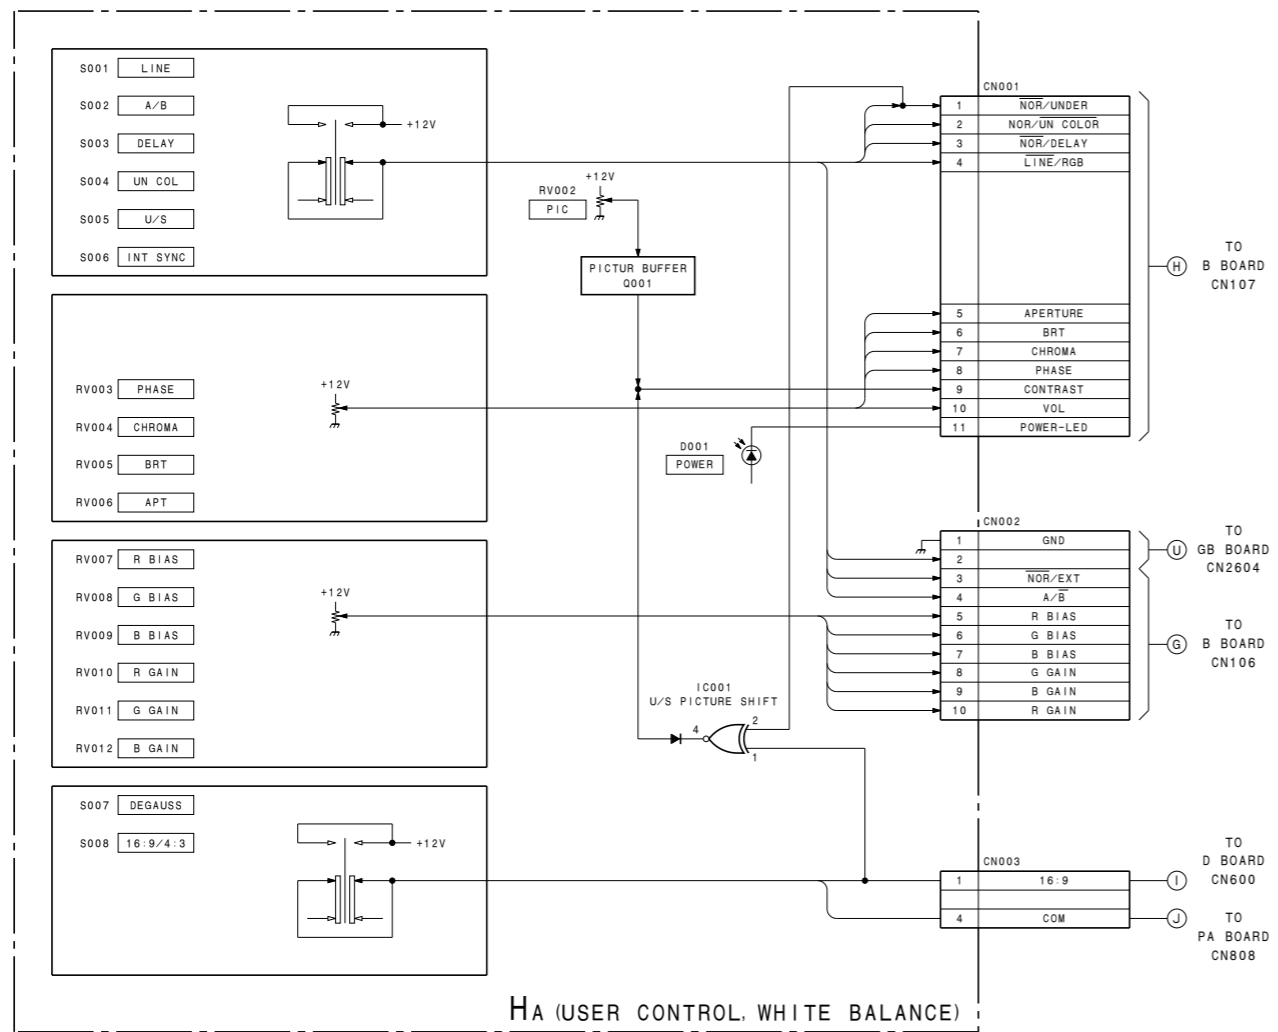 S001 LINE
S002 A/B
S003 DELAY
S004 UN COL
S005 U/S
S006 INT SYNC
+12V
RV002
PIC
+12V
PICTUR BUFFER
Q001
RV003 PHASE
RV004 CHROMA
RV005 BRT
RV006 APT
+12V
D001
POWER
RV007 R BIAS
RV008 G BIAS
RV009 B BIAS
RV010 R GAIN
RV011 G GAIN
RV012 B GAIN
+12V
IC001
U/S PICTURE SHIFT
4
2
1
S007 DEGAUSS
S008 16:9/4:3
+12V
CN001
1 NOR/UNDER
2 NOR/UN COLOR
3 NOR/DELAY
4 LINE/RGB
5 APERTURE
6 BRT
7 CHROMA
8 PHASE
9 CONTRAST
10 VOL
11 POWER-LED
H
TO
B BOARD
CN107
CN002
1 GND
2
3 NOR/EXT
4 A/B
5 R BIAS
6 G BIAS
7 B BIAS
8 G GAIN
9 B GAIN
10 R GAIN
U
TO
GB BOARD
CN2604
G
TO
B BOARD
CN106
CN003
1 16:9
4 COM
I
TO
D BOARD
CN600
J
TO
PA BOARD
CN808
HA (USER CONTROL, WHITE BALANCE)